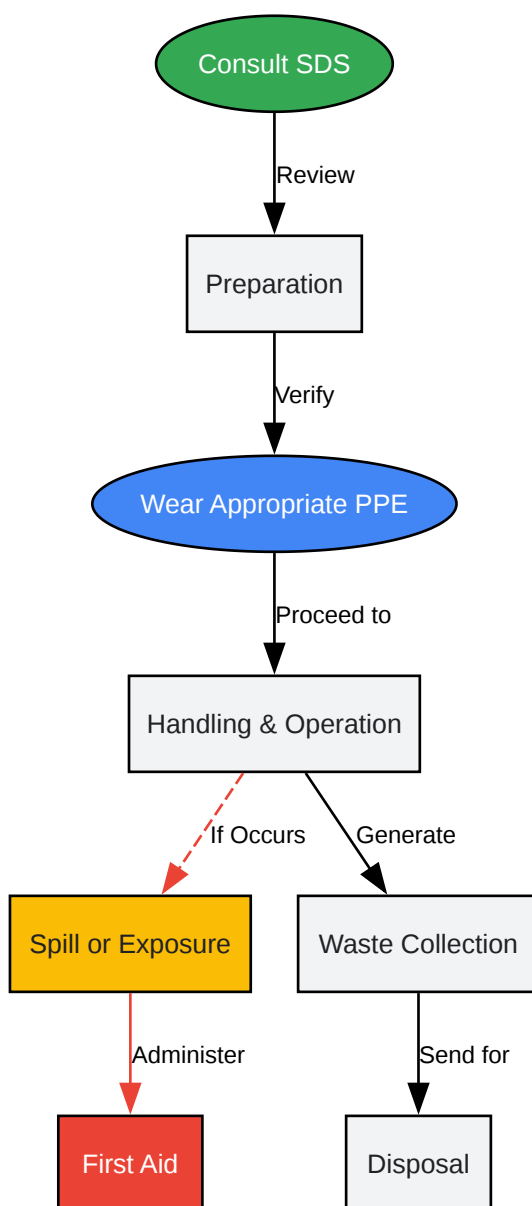 Consult SDS
Review
Preparation
Verify
Wear Appropriate PPE
Proceed to
Handling & Operation
If Occurs
Generate
Spill or Exposure
Waste Collection
Administer
Send for
First Aid
Disposal